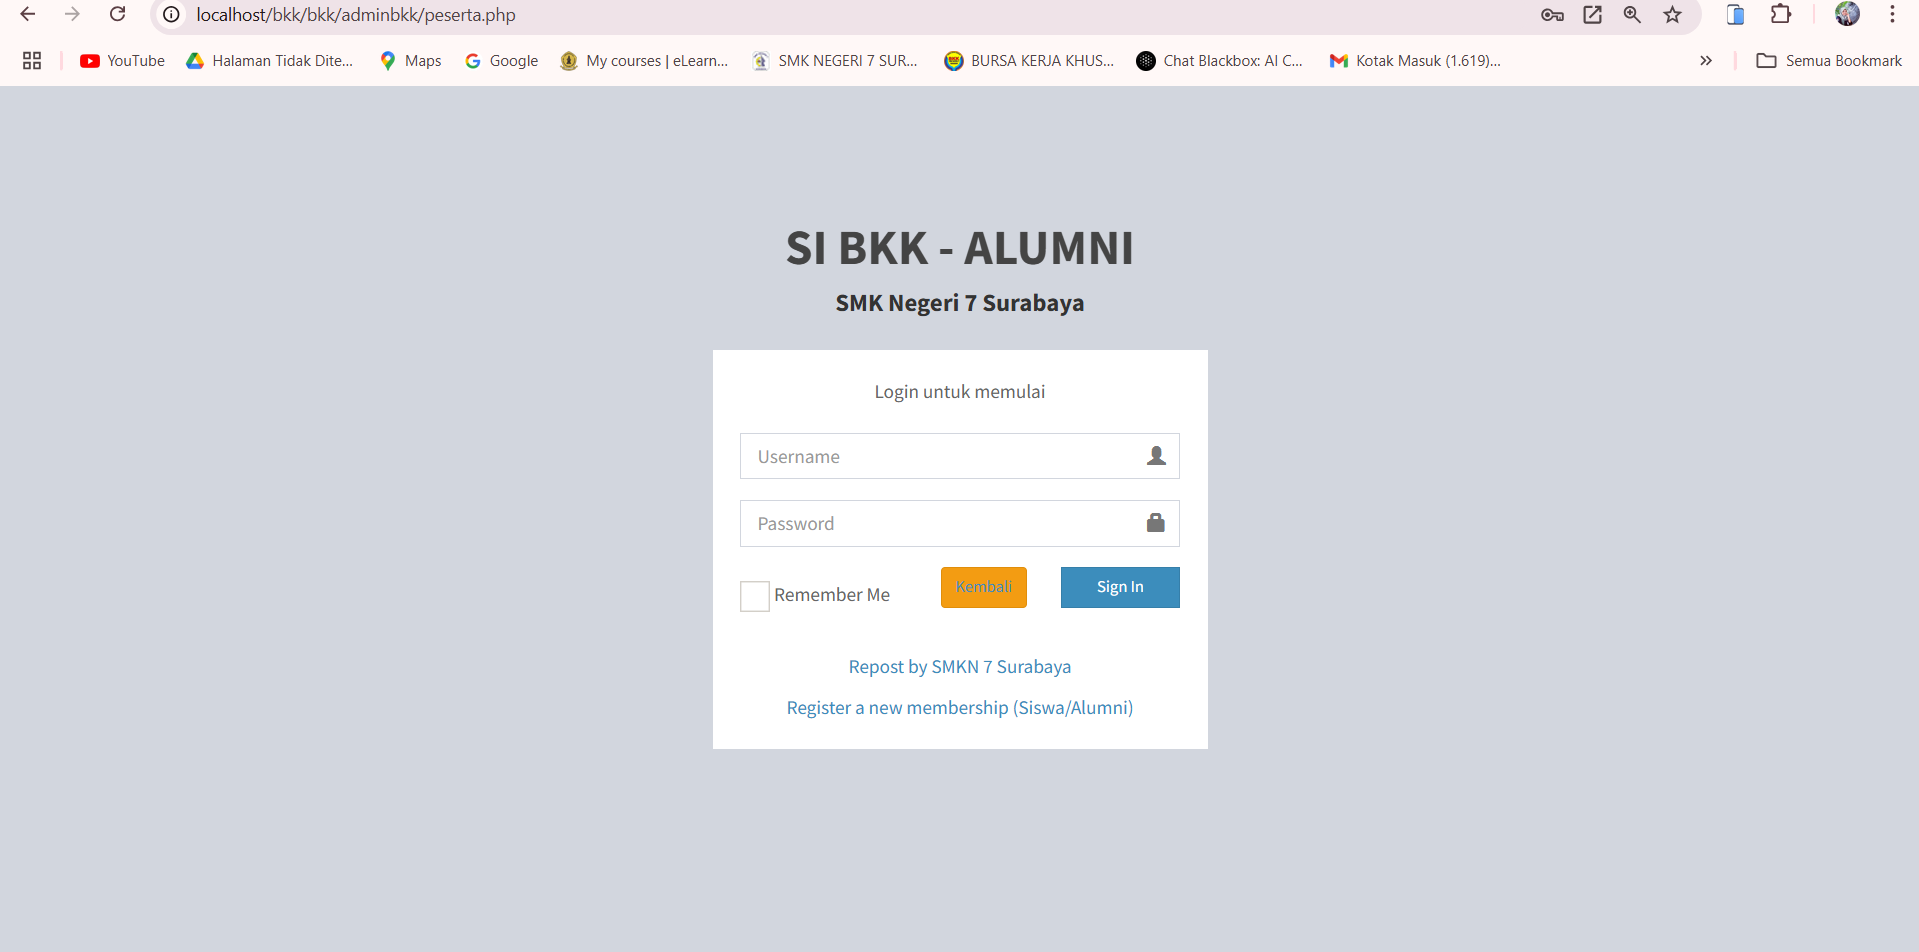 localhost/bkk/bkk/adminbkk/peserta.php
YouTube Halaman Tidak Dite... Maps Google My courses | eLearn... SMK NEGERI 7 SUR... BURSA KERJA KHUS... Chat Blackbox: AI C... Kotak Masuk (1.619)... » Semua Bookmark
SI BKK - ALUMNI
SMK Negeri 7 Surabaya
Login untuk memulai
Username
Password
Remember Me Kembali Sign In
Repost by SMKN 7 Surabaya
Register a new membership (Siswa/Alumni)